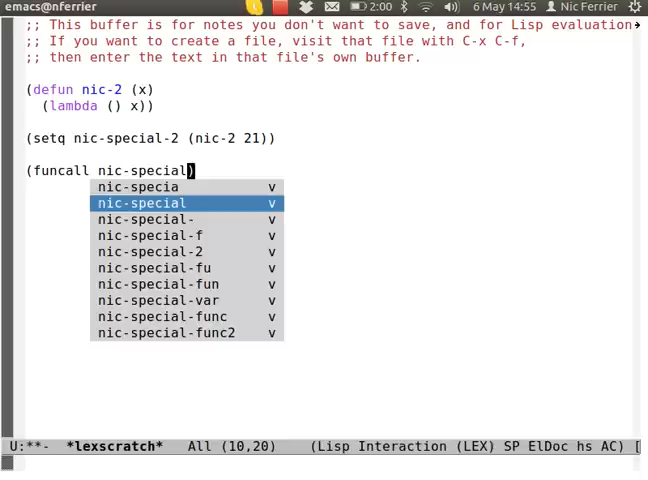 emacs@nferrier 2:00 6 May 14:55 Nic Ferrier
;; This buffer is for notes you don't want to save, and for Lisp evaluation
;; If you want to create a file, visit that file with C-x C-f,
;; then enter the text in that file's own buffer.
(defun nic-2 (x)
  (lambda () x))
(setq nic-special-2 (nic-2 21))
(funcall nic-special)
nic-specia v
nic-special v
nic-special- v
nic-special-f v
nic-special-2 v
nic-special-fu v
nic-special-fun v
nic-special-var v
nic-special-func v
nic-special-func2 v
U:**-  *lexscratch*   All (10,20)    (Lisp Interaction (LEX) SP ElDoc hs AC) [